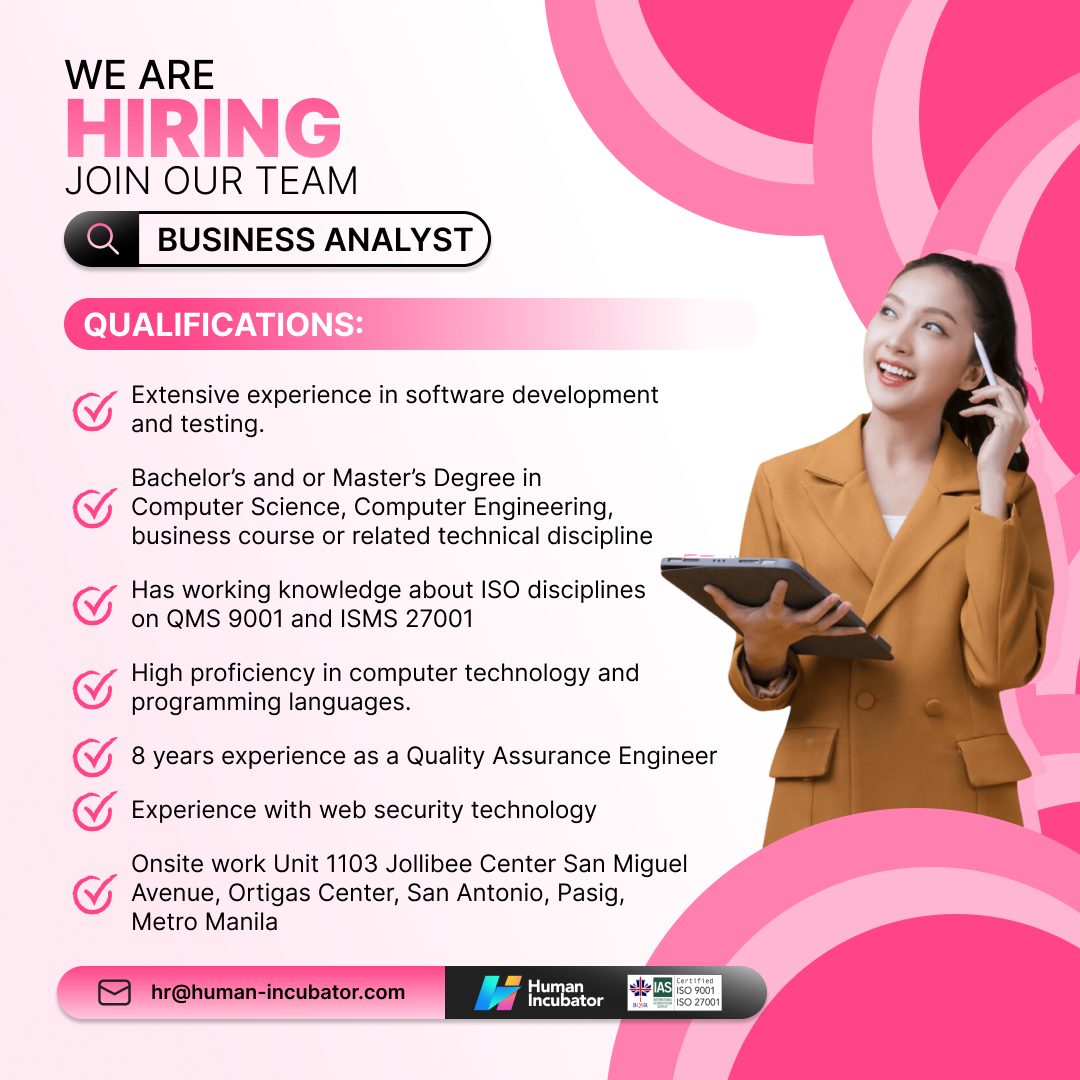 WE ARE
HIRING
JOIN OUR TEAM
BUSINESS ANALYST
QUALIFICATIONS:
Extensive experience in software development
and testing.
Bachelor’s and or Master’s Degree in
Computer Science, Computer Engineering,
business course or related technical discipline
Has working knowledge about ISO disciplines
on QMS 9001 and ISMS 27001
High proficiency in computer technology and
programming languages.
8 years experience as a Quality Assurance Engineer
Experience with web security technology
Onsite work Unit 1103 Jollibee Center San Miguel
Avenue, Ortigas Center, San Antonio, Pasig,
Metro Manila
hr@human-incubator.com
Human
Incubator
IAS
Certified
ISO 9001
ISO 27001